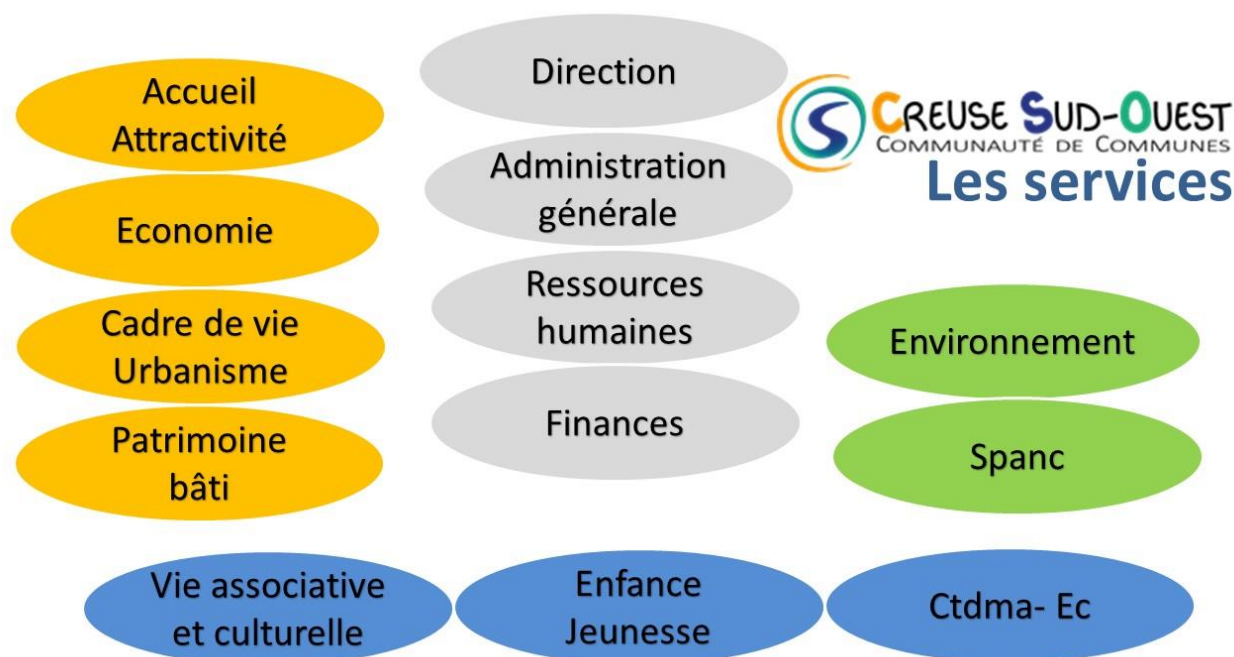 Accueil
Attractivité
Economie
Cadre de vie
Urbanisme
Patrimoine
bâti
Direction
Administration
générale
Ressources
humaines
Finances
CREUSE SUD-OUEST
COMMUNAUTÉ DE COMMUNES
Les services
Environnement
Spanc
Vie associative
et culturelle
Enfance
Jeunesse
Ctdma- Ec